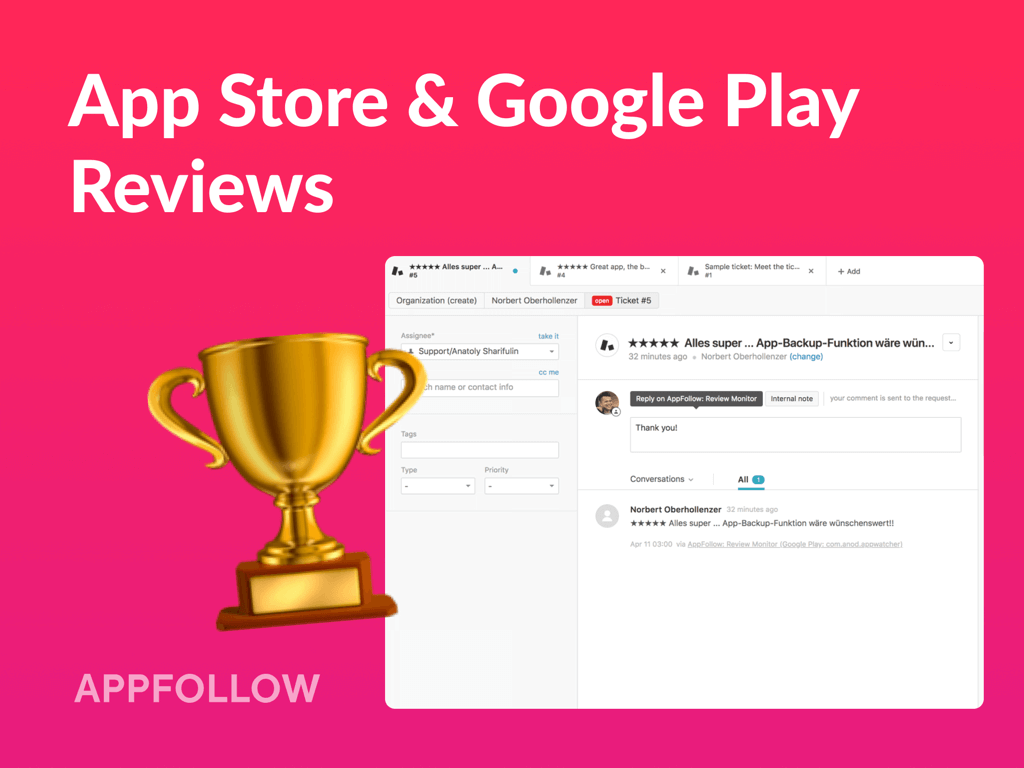 App Store & Google Play
Reviews
★★★★★ Alles super ... A...
#5
★★★★★ Great app, the b...
#4
Sample ticket: Meet the tic...
#1
+ Add
Organization (create)
Norbert Oberhollenzer
open Ticket #5
Assignee*
take it
Support/Anatoly Sharifulin
cc me
ch name or contact info
Tags
Type
Priority
-
-
★★★★★ Alles super ... App-Backup-Funktion wäre wün...
32 minutes ago Norbert Oberhollenzer (change)
Reply on AppFollow: Review Monitor
Internal note
your comment is sent to the request...
Thank you!
Conversations
All 1
Norbert Oberhollenzer 32 minutes ago
★★★★★ Alles super ... App-Backup-Funktion wäre wünschenswert!!
Apr 11 03:00 via AppFollow: Review Monitor (Google Play: com.anod.appwatcher)
APPFOLLOW